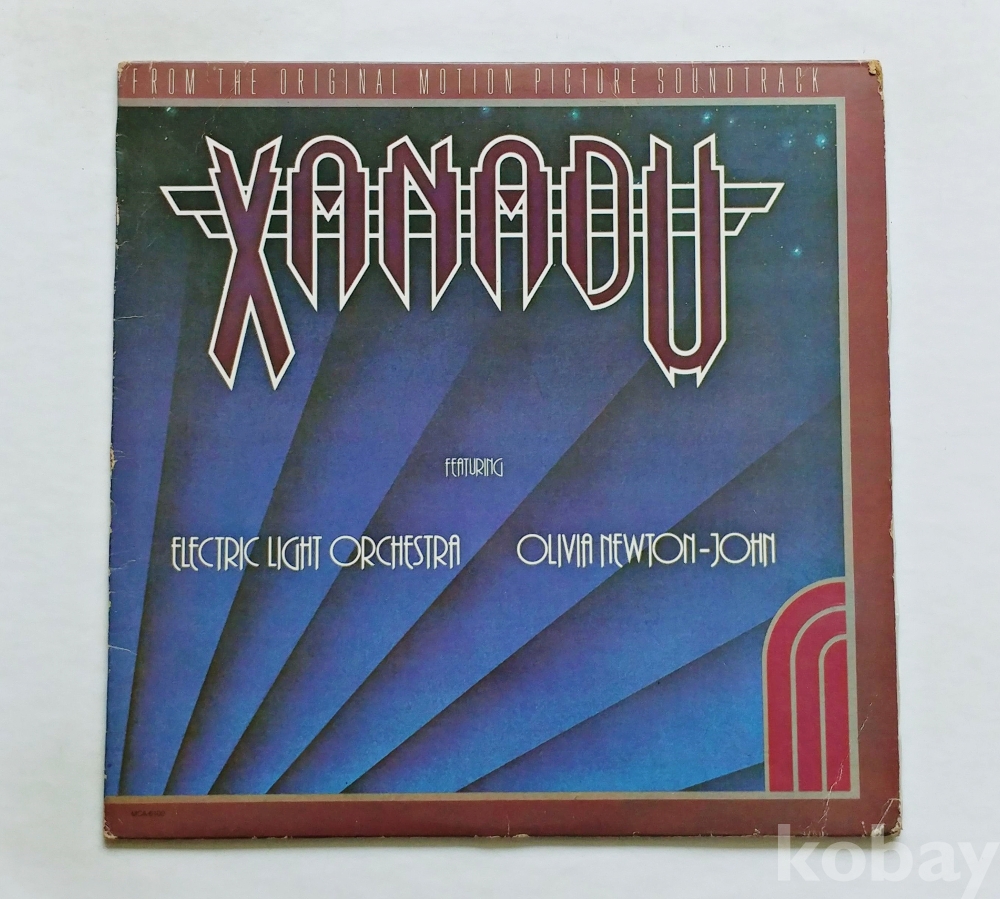 FROM THE ORIGINAL MOTION PICTURE SOUNDTRACK
XANADU
FEATURING
ELECTRIC LIGHT ORCHESTRA OLIVIA NEWTON-JOHN
kobay